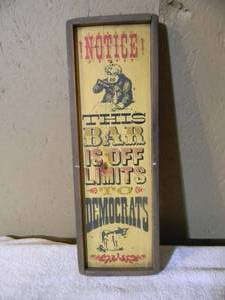 !NOTICE!
THIS
BAR
IS OFF
LIMITS
TO
DEMOCRATS